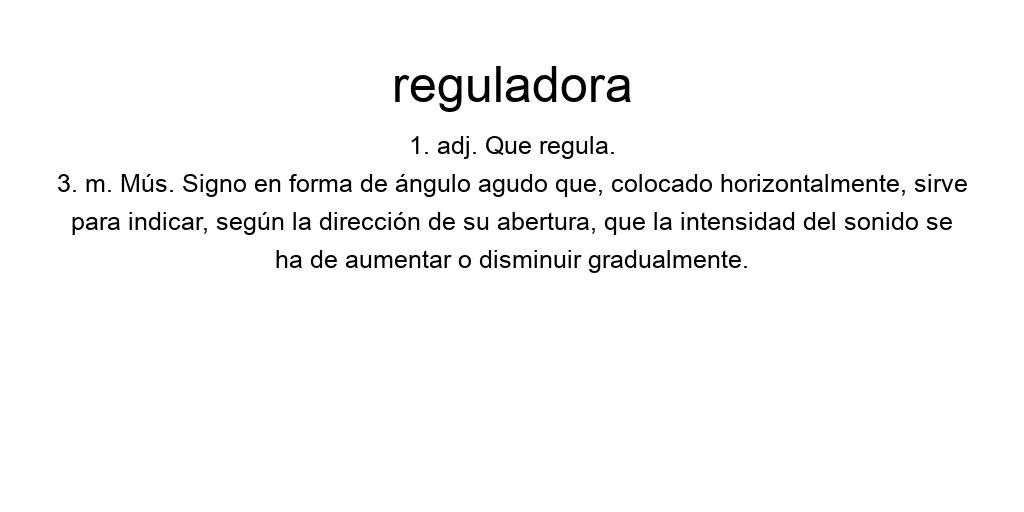 reguladora
1. adj. Que regula.
3. m. Mús. Signo en forma de ángulo agudo que, colocado horizontalmente, sirve
para indicar, según la dirección de su abertura, que la intensidad del sonido se
ha de aumentar o disminuir gradualmente.